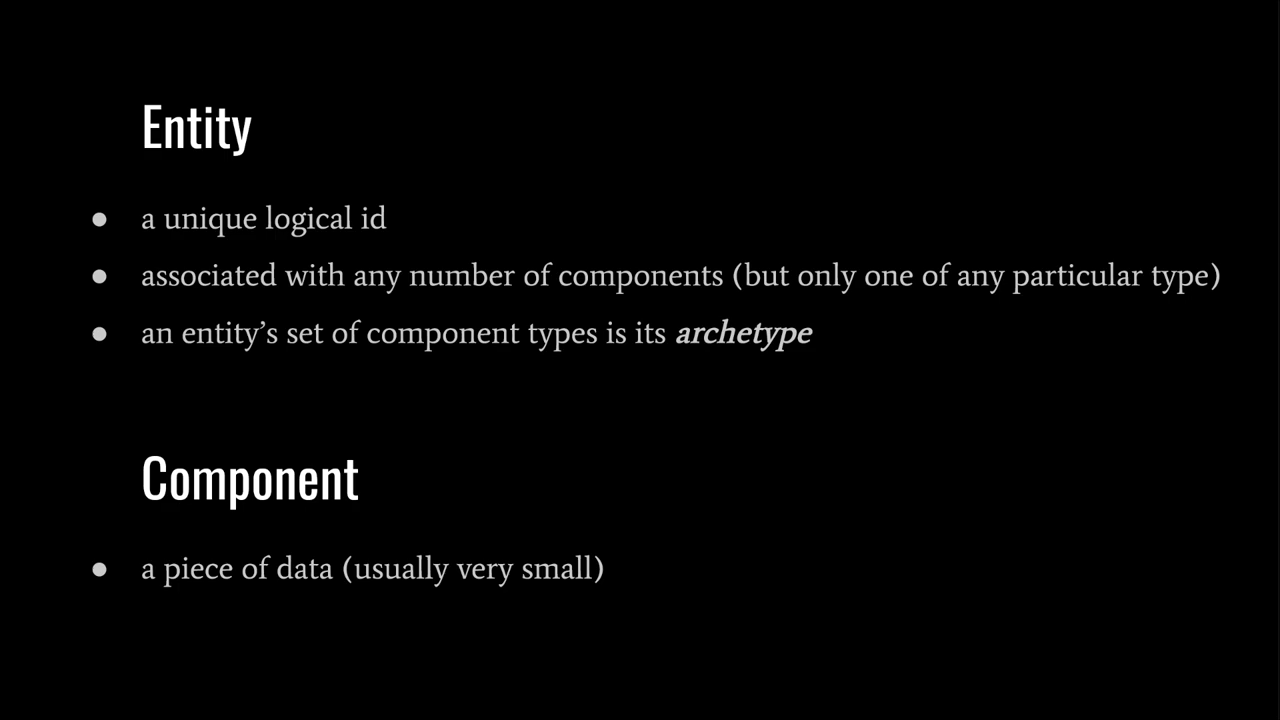 Entity
● a unique logical id
● associated with any number of components (but only one of any particular type)
● an entity’s set of component types is its archetype
Component
● a piece of data (usually very small)